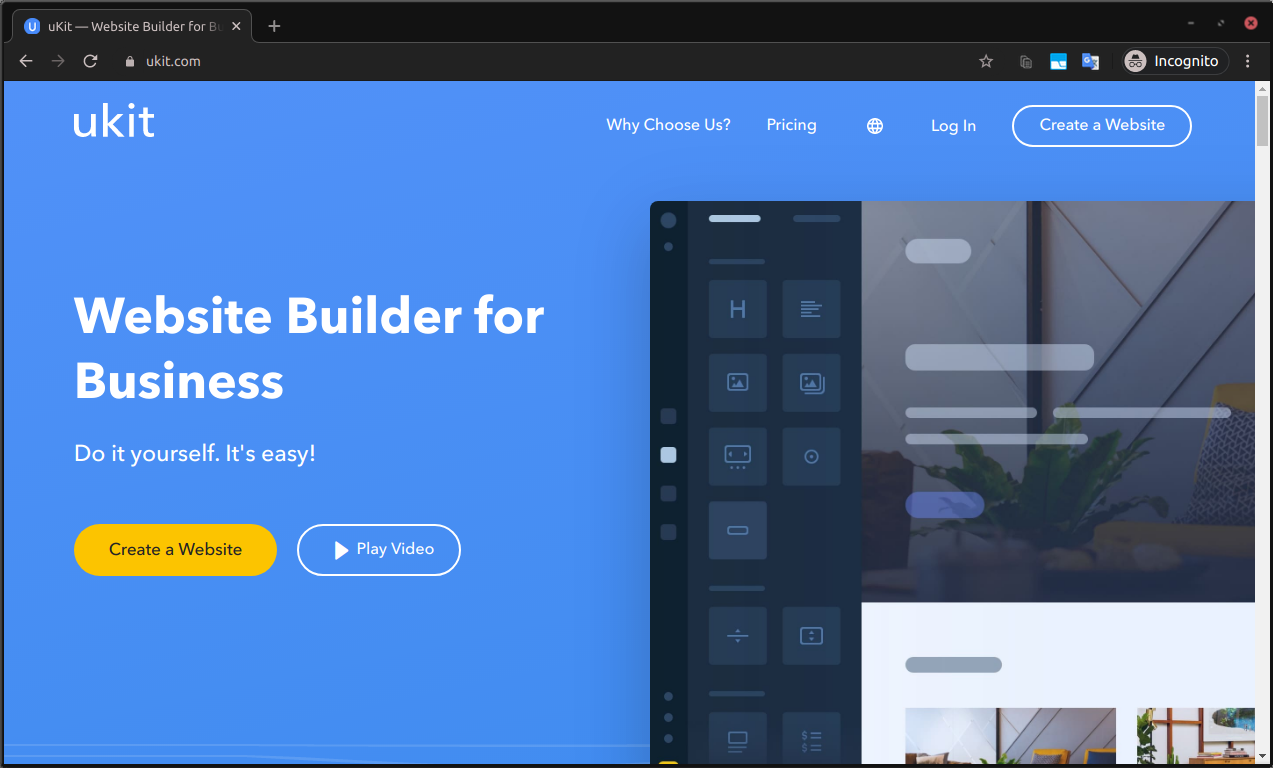 uKit — Website Builder for Bu
ukit.com
Incognito
ukit
Why Choose Us?
Pricing
Log In
Create a Website
Website Builder for
Business
Do it yourself. It's easy!
Create a Website
Play Video